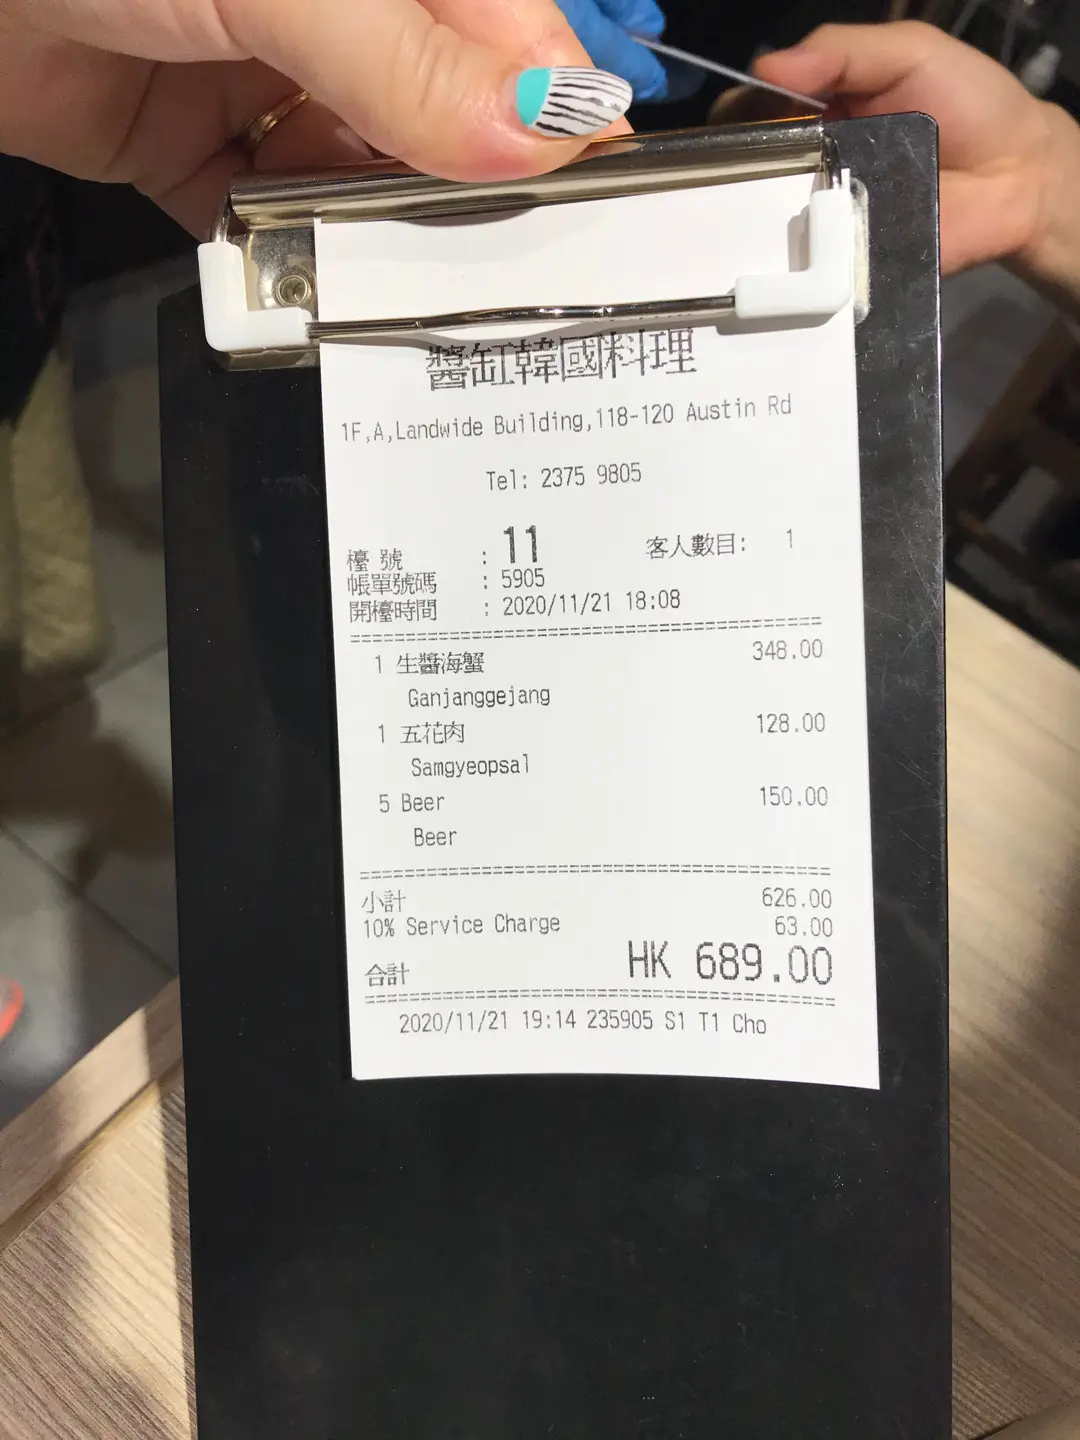 醬缸韓國料理
1F,A,Landwide Building,118-120 Austin Rd
Tel: 2375 9805
檯 號 : 11 客人數目: 1
帳單號碼 : 5905
開檯時間 : 2020/11/21 18:08
1 生醬海蟹 348.00
Ganjanggejang
1 五花肉 128.00
Samgyeopsal
5 Beer 150.00
Beer
小計 626.00
10% Service Charge 63.00
合計 HK 689.00
2020/11/21 19:14 235905 S1 T1 Cho